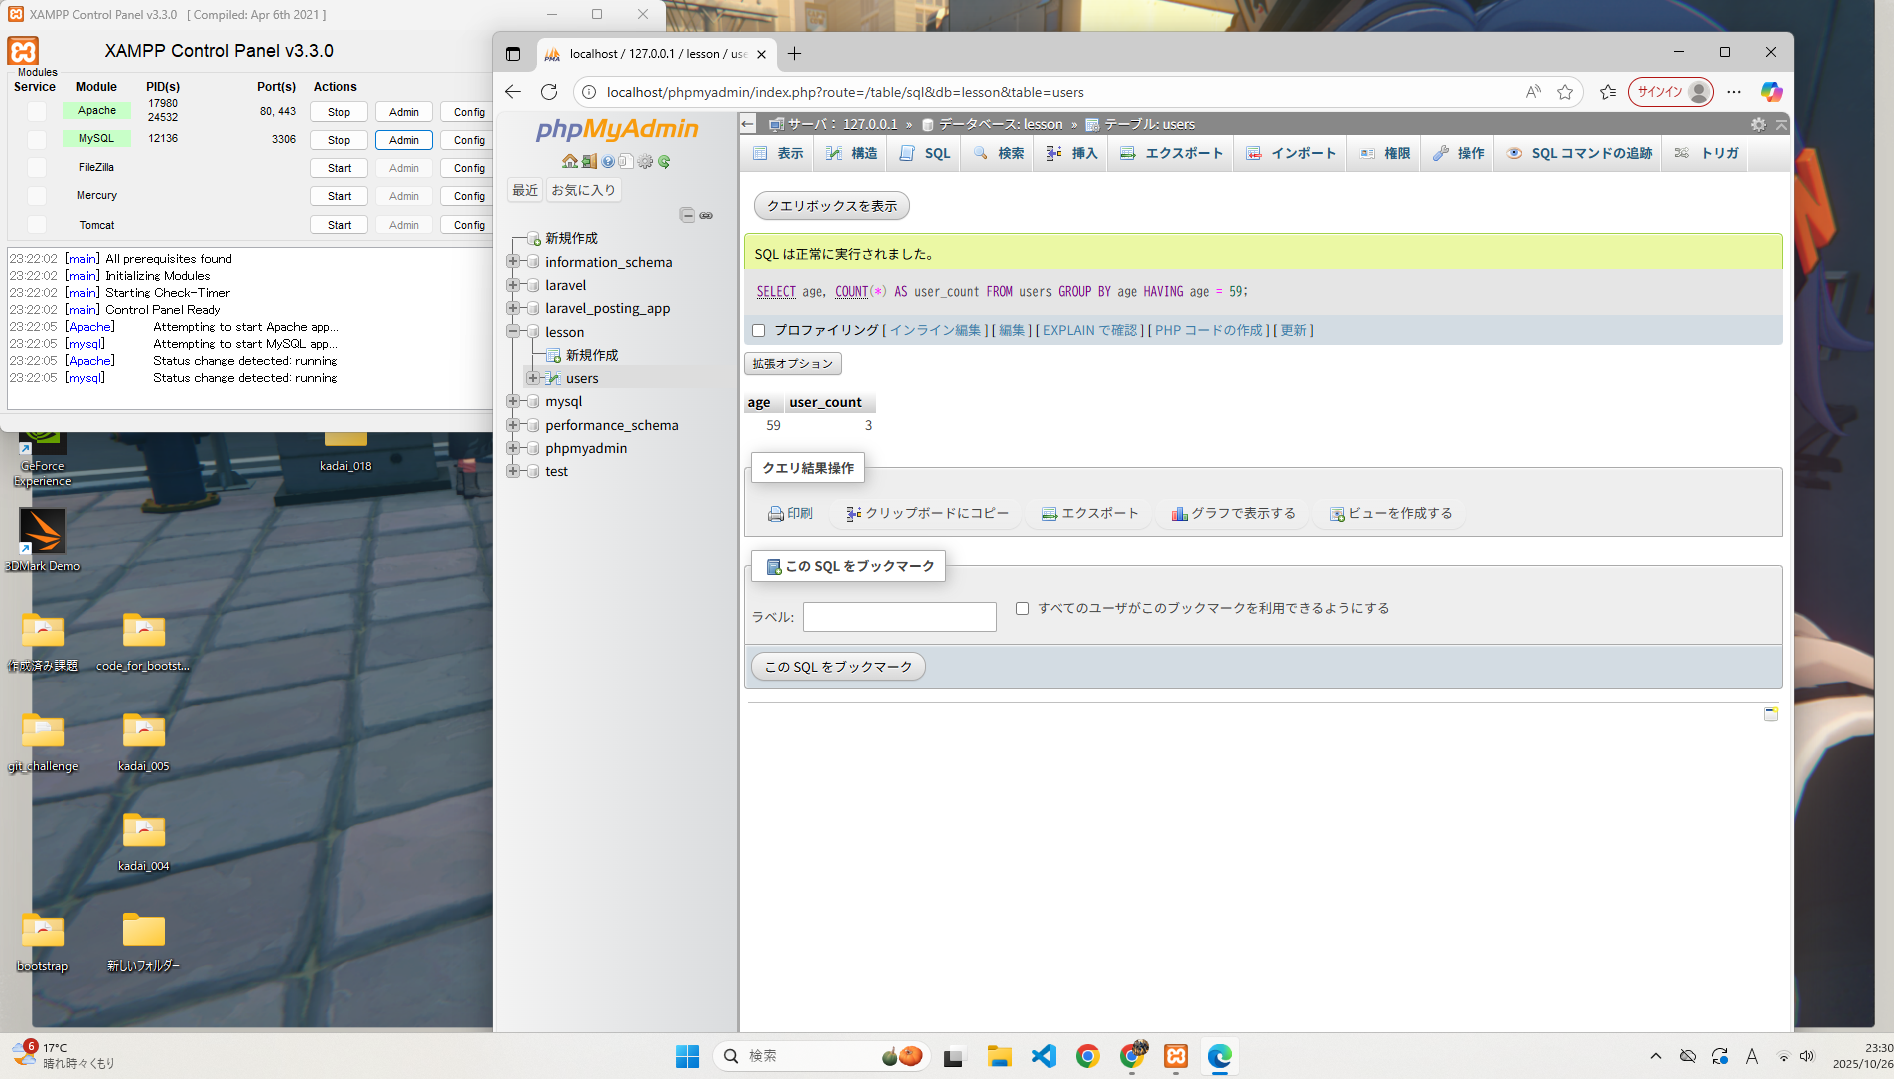 XAMPP Control Panel v3.3.0 [ Compiled: Apr 6th 2021 ]
XAMPP Control Panel v3.3.0
Modules
Service Module PID(s) Port(s) Actions
Apache 17980 24532 80, 443 Stop Admin Config
MySQL 12136 3306 Stop Admin Config
FileZilla Start Admin Config
Mercury Start Admin Config
Tomcat Start Admin Config
23:22:02 [main] All prerequisites found
23:22:02 [main] Initializing Modules
23:22:02 [main] Starting Check-Timer
23:22:02 [main] Control Panel Ready
23:22:05 [Apache] Attempting to start Apache app...
23:22:05 [mysql] Attempting to start MySQL app...
23:22:05 [Apache] Status change detected: running
23:22:05 [mysql] Status change detected: running
GeForce Experience
kadai_018
3DMark Demo
作成済み課題
code_for_bootst...
git_challenge
kadai_005
kadai_004
bootstrap
新しいフォルダー
localhost / 127.0.0.1 / lesson / use
localhost/phpmyadmin/index.php?route=/table/sql&db=lesson&table=users
サインイン
phpMyAdmin
最近 お気に入り
新規作成
information_schema
laravel
laravel_posting_app
lesson
新規作成
users
mysql
performance_schema
phpmyadmin
test
サーバ: 127.0.0.1 » データベース: lesson » テーブル: users
表示 構造 SQL 検索 挿入 エクスポート インポート 権限 操作 SQL コマンドの追跡 トリガ
クエリボックスを表示
SQL は正常に実行されました。
SELECT age, COUNT(*) AS user_count FROM users GROUP BY age HAVING age = 59;
プロファイリング [ インライン編集 ] [ 編集 ] [ EXPLAIN で確認 ] [ PHP コードの作成 ] [ 更新 ]
拡張オプション
age user_count
59 3
クエリ結果操作
印刷 クリップボードにコピー エクスポート グラフで表示する ビューを作成する
この SQL をブックマーク
ラベル: すべてのユーザがこのブックマークを利用できるようにする
この SQL をブックマーク
6
17°C
晴れ時々くもり
検索
A
23:30
2025/10/26